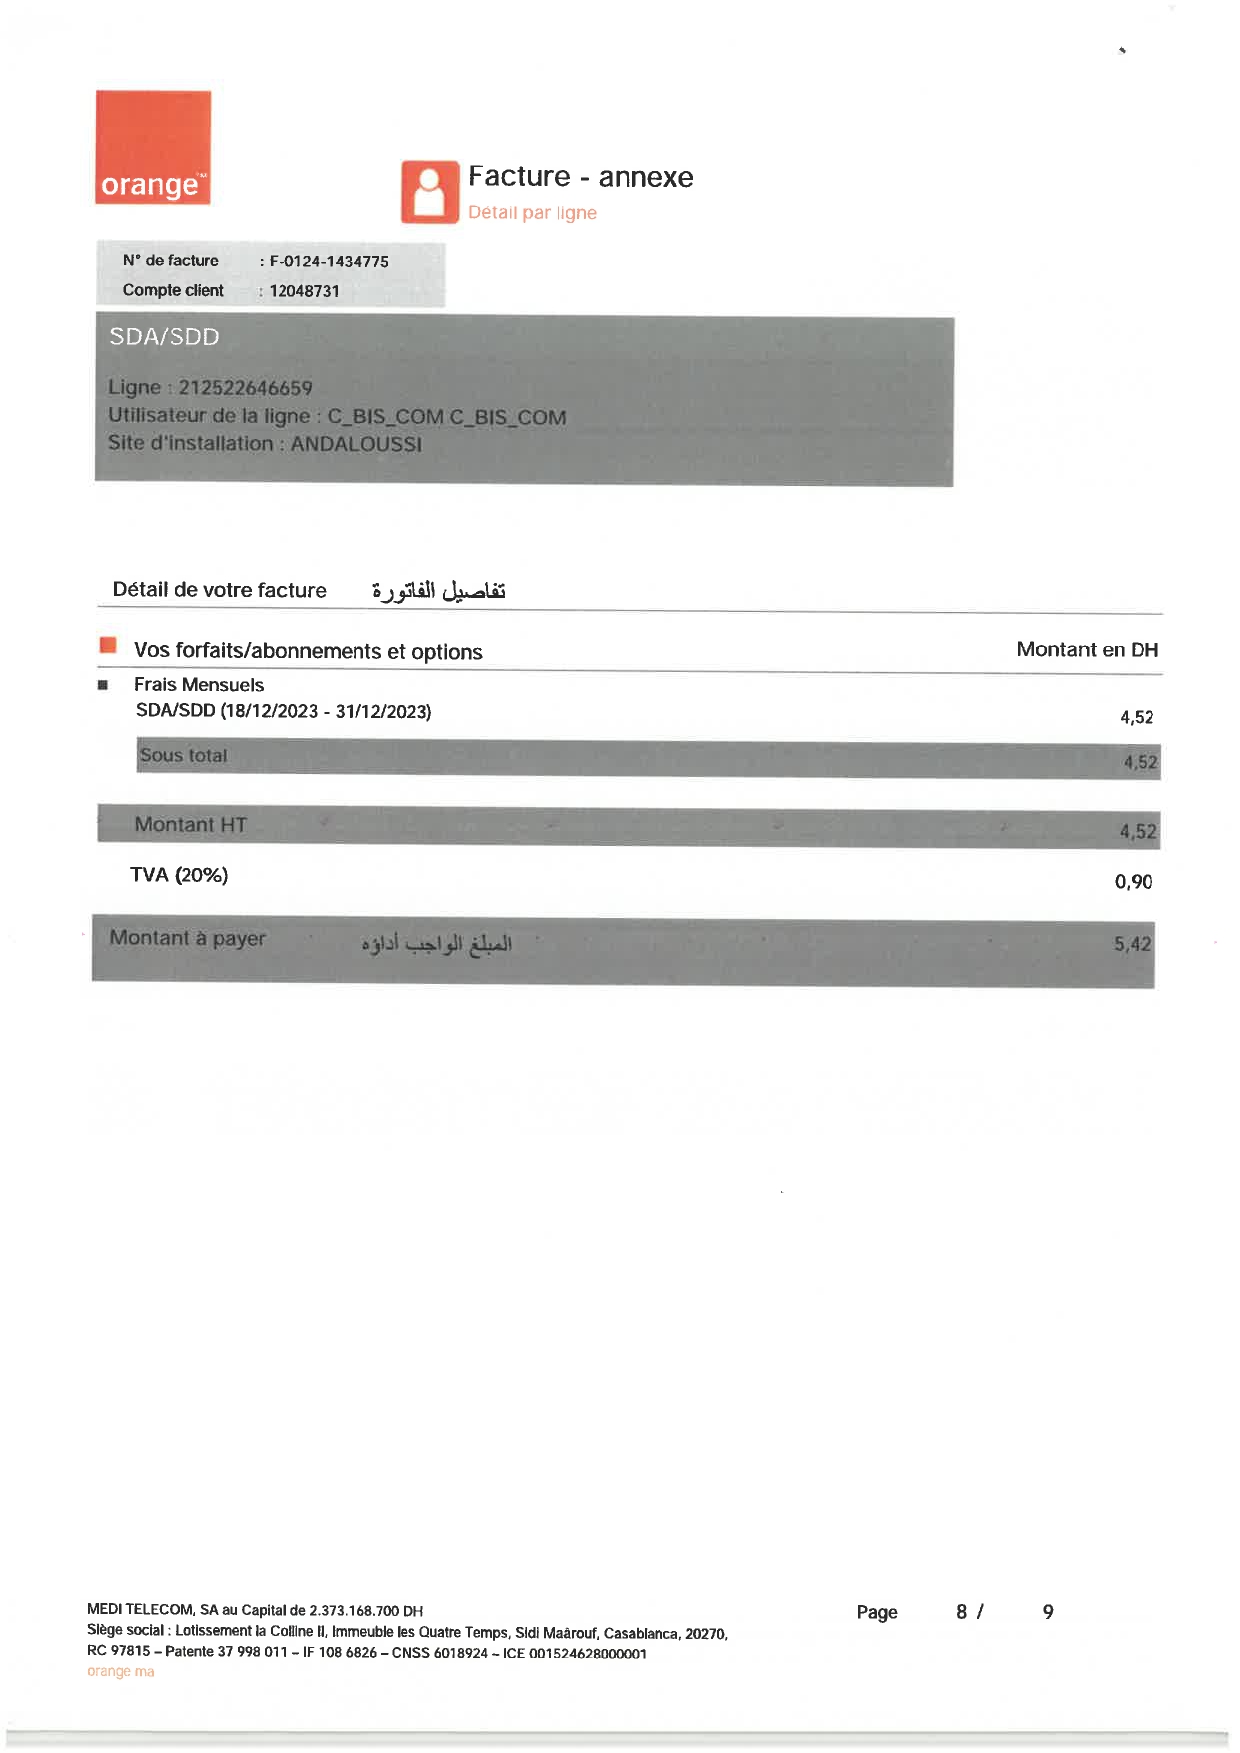 orange™
Facture - annexe
Détail par ligne
N° de facture : F-0124-1434775
Compte client : 12048731
SDA/SDD
Ligne : 212522646659
Utilisateur de la ligne : C_BIS_COM C_BIS_COM
Site d'installation : ANDALOUSSI
Détail de votre facture تفاصيل الفاتورة
Vos forfaits/abonnements et options Montant en DH
Frais Mensuels
SDA/SDD (18/12/2023 - 31/12/2023) 4,52
Sous total 4,52
Montant HT 4,52
TVA (20%) 0,90
Montant à payer المبلغ الواجب أداؤه 5,42
MEDI TELECOM, SA au Capital de 2.373.168.700 DH
Siège social : Lotissement la Colline II, Immeuble les Quatre Temps, Sidi Maârouf, Casablanca, 20270,
RC 97815 – Patente 37 998 011 – IF 108 6826 – CNSS 6018924 – ICE 001524628000001
orange ma
Page 8 / 9